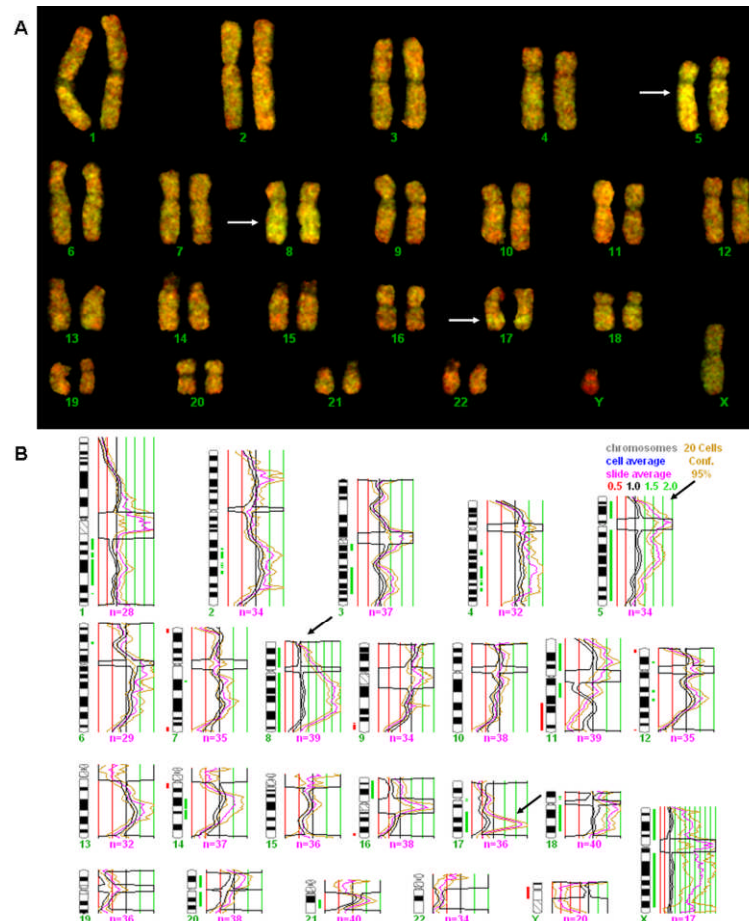 A
1 2 3 4 5
6 7 8 9 10 11 12
13 14 15 16 17 18
19 20 21 22 Y X
B
chromosomes 20 Cells
cell average Conf.
slide average 95%
0.5 1.0 1.5 2.0
1 n=28 2 n=34 3 n=37 4 n=32 5 n=34
6 n=29 7 n=35 8 n=39 9 n=34 10 n=38 11 n=39 12 n=35
13 n=32 14 n=37 15 n=36 16 n=38 17 n=36 18 n=40
19 n=36 20 n=38 21 n=40 22 n=34 Y n=20 X n=17